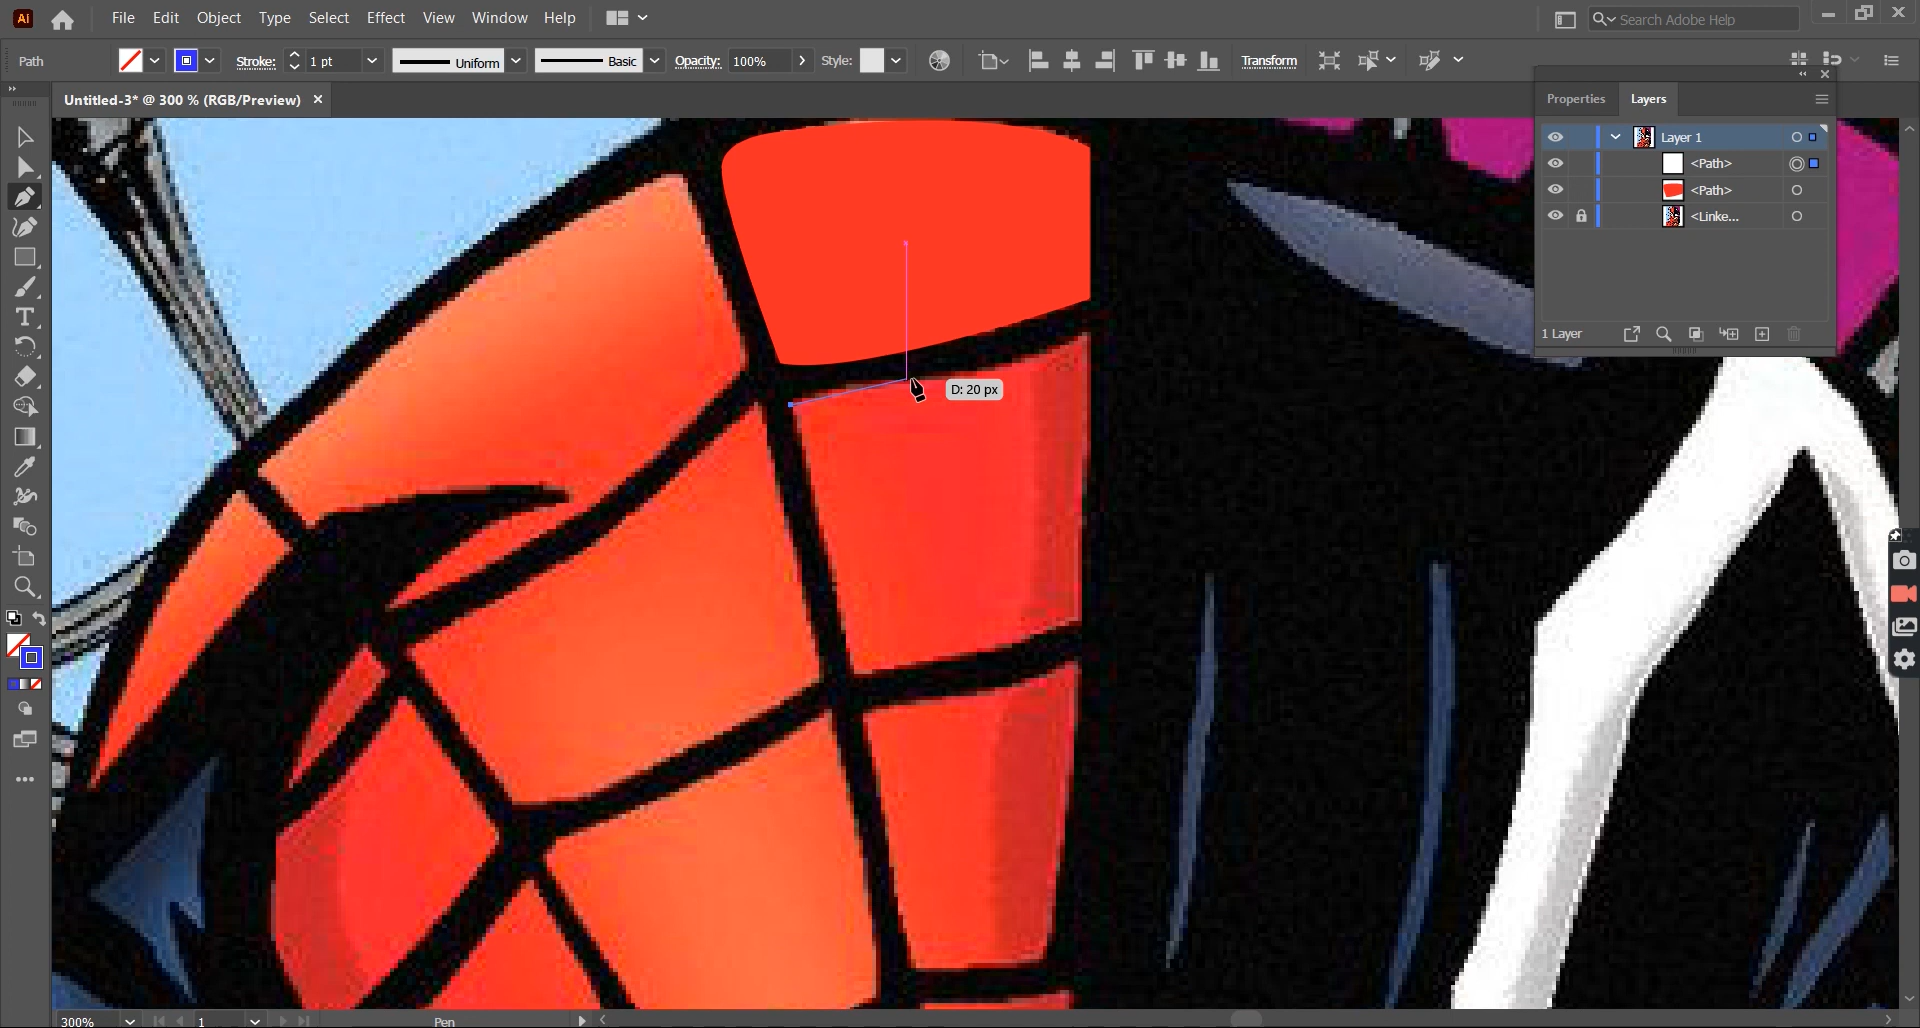 Ai File Edit Object Type Select Effect View Window Help Search Adobe Help
Path Stroke: 1 pt Uniform Basic Opacity: 100% Style: Transform
Untitled-3* @ 300 % (RGB/Preview)
Properties Layers
Layer 1
<Path>
<Path>
<Linke...
1 Layer
D: 20 px
300% 1 Pen